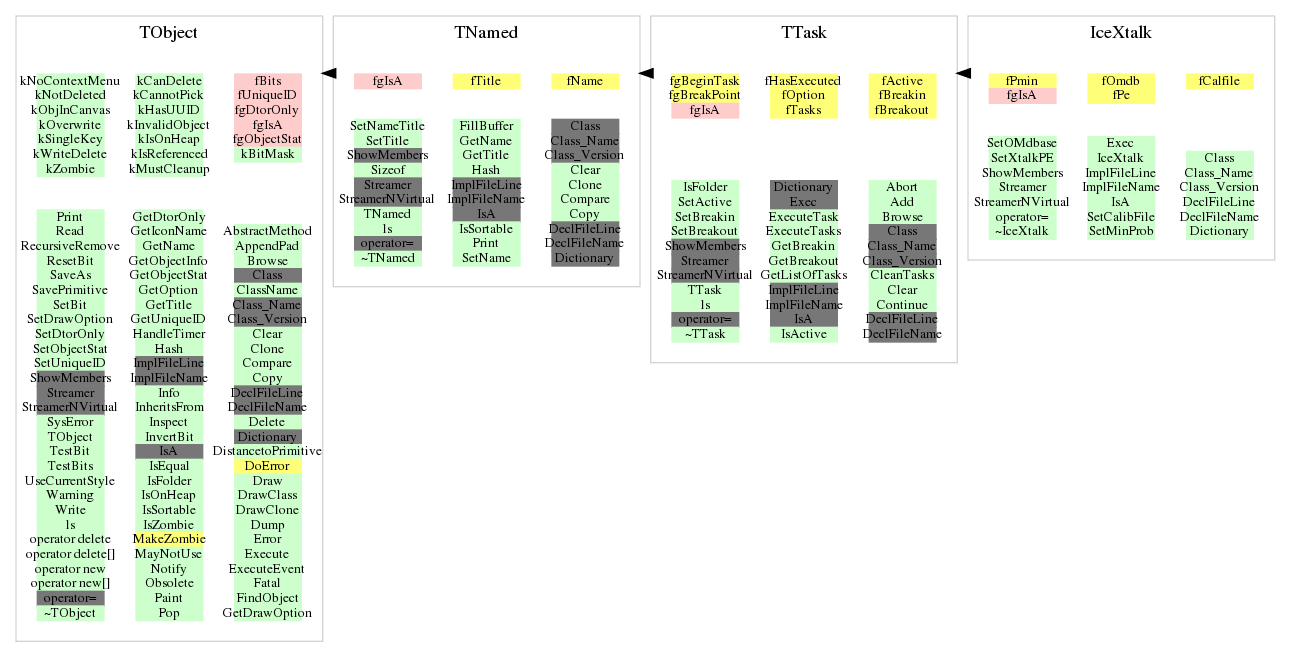 TObject
kNoContextMenu
kNotDeleted
kObjInCanvas
kOverwrite
kSingleKey
kWriteDelete
kZombie
kCanDelete
kCannotPick
kHasUUID
kInvalidObject
kIsOnHeap
kIsReferenced
kMustCleanup
fBits
fUniqueID
fgDtorOnly
fgIsA
fgObjectStat
kBitMask
Print
Read
RecursiveRemove
ResetBit
SaveAs
SavePrimitive
SetBit
SetDrawOption
SetDtorOnly
SetObjectStat
SetUniqueID
ShowMembers
Streamer
StreamerNVirtual
SysError
TObject
TestBit
TestBits
UseCurrentStyle
Warning
Write
ls
operator delete
operator delete[]
operator new
operator new[]
operator=
~TObject
GetDtorOnly
GetIconName
GetName
GetObjectInfo
GetObjectStat
GetOption
GetTitle
GetUniqueID
HandleTimer
Hash
ImplFileLine
ImplFileName
Info
InheritsFrom
Inspect
InvertBit
IsA
IsEqual
IsFolder
IsOnHeap
IsSortable
IsZombie
MakeZombie
MayNotUse
Notify
Obsolete
Paint
Pop
AbstractMethod
AppendPad
Browse
Class
ClassName
Class_Name
Class_Version
Clear
Clone
Compare
Copy
DeclFileLine
DeclFileName
Delete
Dictionary
DistancetoPrimitive
DoError
Draw
DrawClass
DrawClone
Dump
Error
Execute
ExecuteEvent
Fatal
FindObject
GetDrawOption
TNamed
fgIsA
fTitle
fName
SetNameTitle
SetTitle
ShowMembers
Sizeof
Streamer
StreamerNVirtual
TNamed
ls
operator=
~TNamed
FillBuffer
GetName
GetTitle
Hash
ImplFileLine
ImplFileName
IsA
IsSortable
Print
SetName
Class
Class_Name
Class_Version
Clear
Clone
Compare
Copy
DeclFileLine
DeclFileName
Dictionary
TTask
fgBeginTask
fgBreakPoint
fgIsA
fHasExecuted
fOption
fTasks
fActive
fBreakin
fBreakout
IsFolder
SetActive
SetBreakin
SetBreakout
ShowMembers
Streamer
StreamerNVirtual
TTask
ls
operator=
~TTask
Dictionary
Exec
ExecuteTask
ExecuteTasks
GetBreakin
GetBreakout
GetListOfTasks
ImplFileLine
ImplFileName
IsA
IsActive
Abort
Add
Browse
Class
Class_Name
Class_Version
CleanTasks
Clear
Continue
DeclFileLine
DeclFileName
IceXtalk
fPmin
fgIsA
fOmdb
fPe
fCalfile
SetOMdbase
SetXtalkPE
ShowMembers
Streamer
StreamerNVirtual
operator=
~IceXtalk
Exec
IceXtalk
ImplFileLine
ImplFileName
IsA
SetCalibFile
SetMinProb
Class
Class_Name
Class_Version
DeclFileLine
DeclFileName
Dictionary